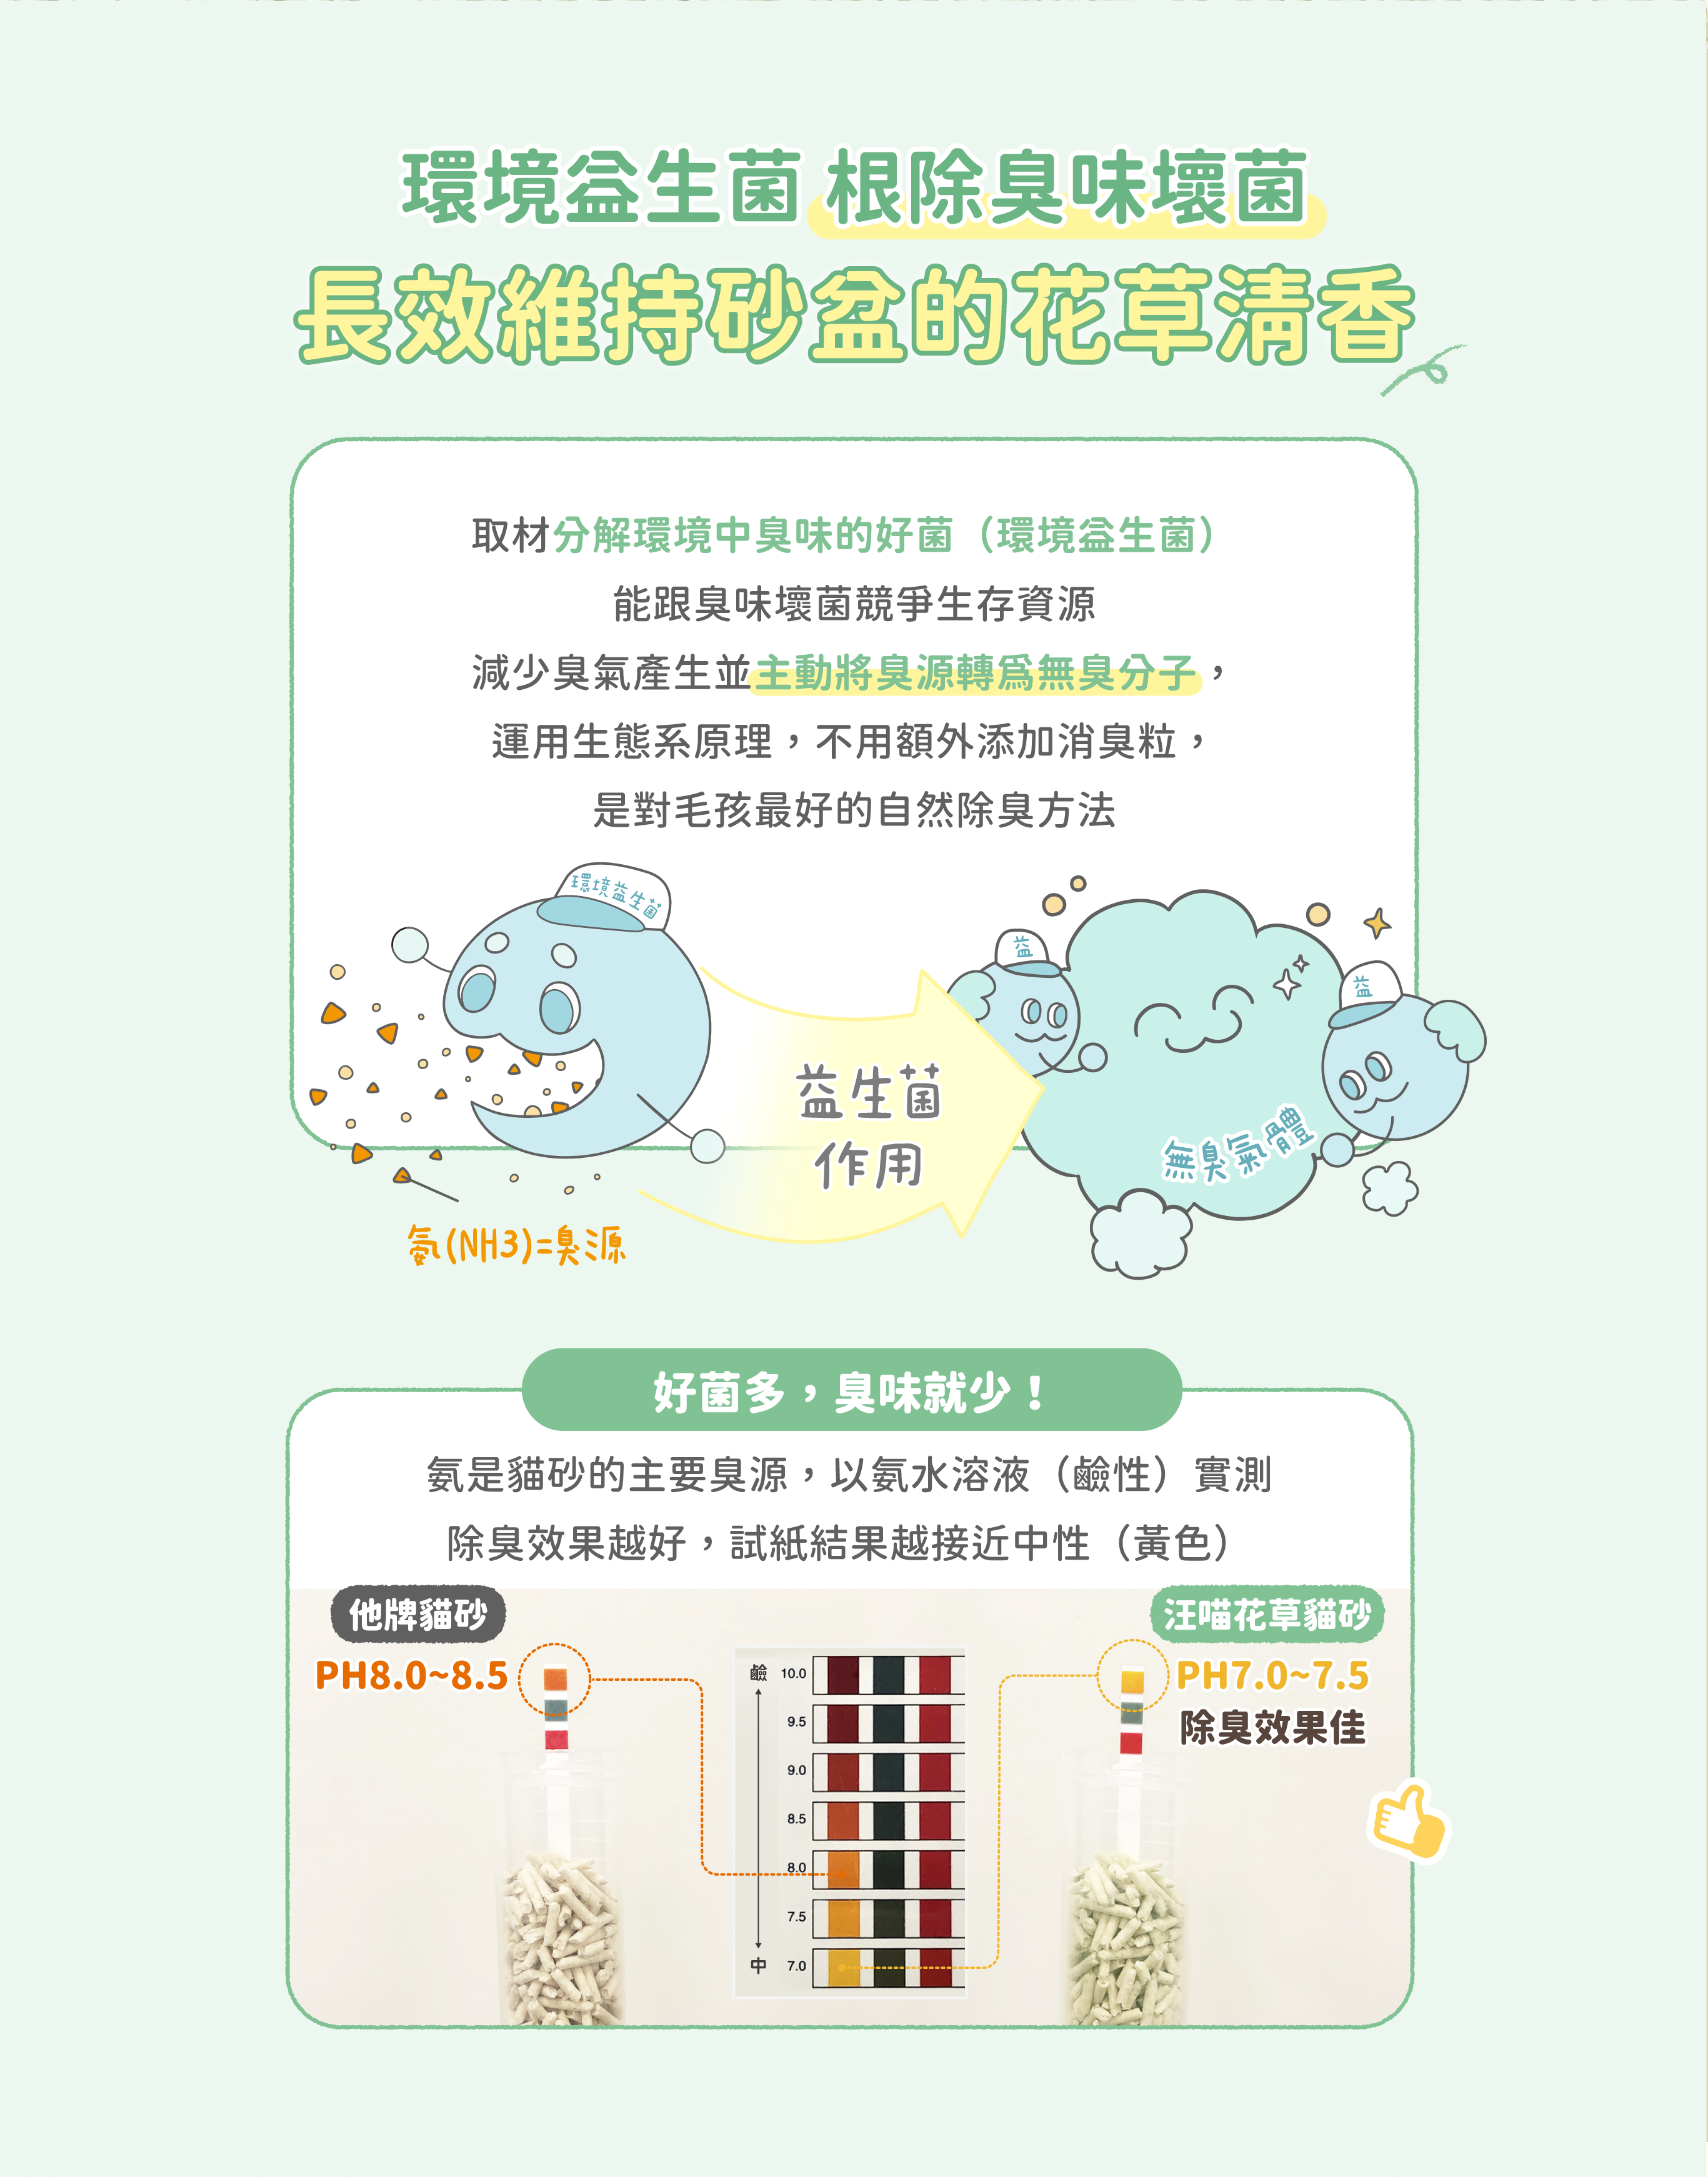 環境益生菌 根除臭味壞菌
長效維持砂盆的花草清香
取材分解環境中臭味的好菌（環境益生菌）
能跟臭味壞菌競爭生存資源
減少臭氣產生並主動將臭源轉為無臭分子，
運用生態系原理，不用額外添加消臭粒，
是對毛孩最好的自然除臭方法
環境益生菌
益
益
益生菌
作用
無臭氣體
氨(NH3)=臭源
好菌多，臭味就少！
氨是貓砂的主要臭源，以氨水溶液（鹼性）實測
除臭效果越好，試紙結果越接近中性（黃色）
他牌貓砂
PH8.0~8.5
汪喵花草貓砂
PH7.0~7.5
除臭效果佳
鹼 10.0
9.5
9.0
8.5
8.0
7.5
中 7.0